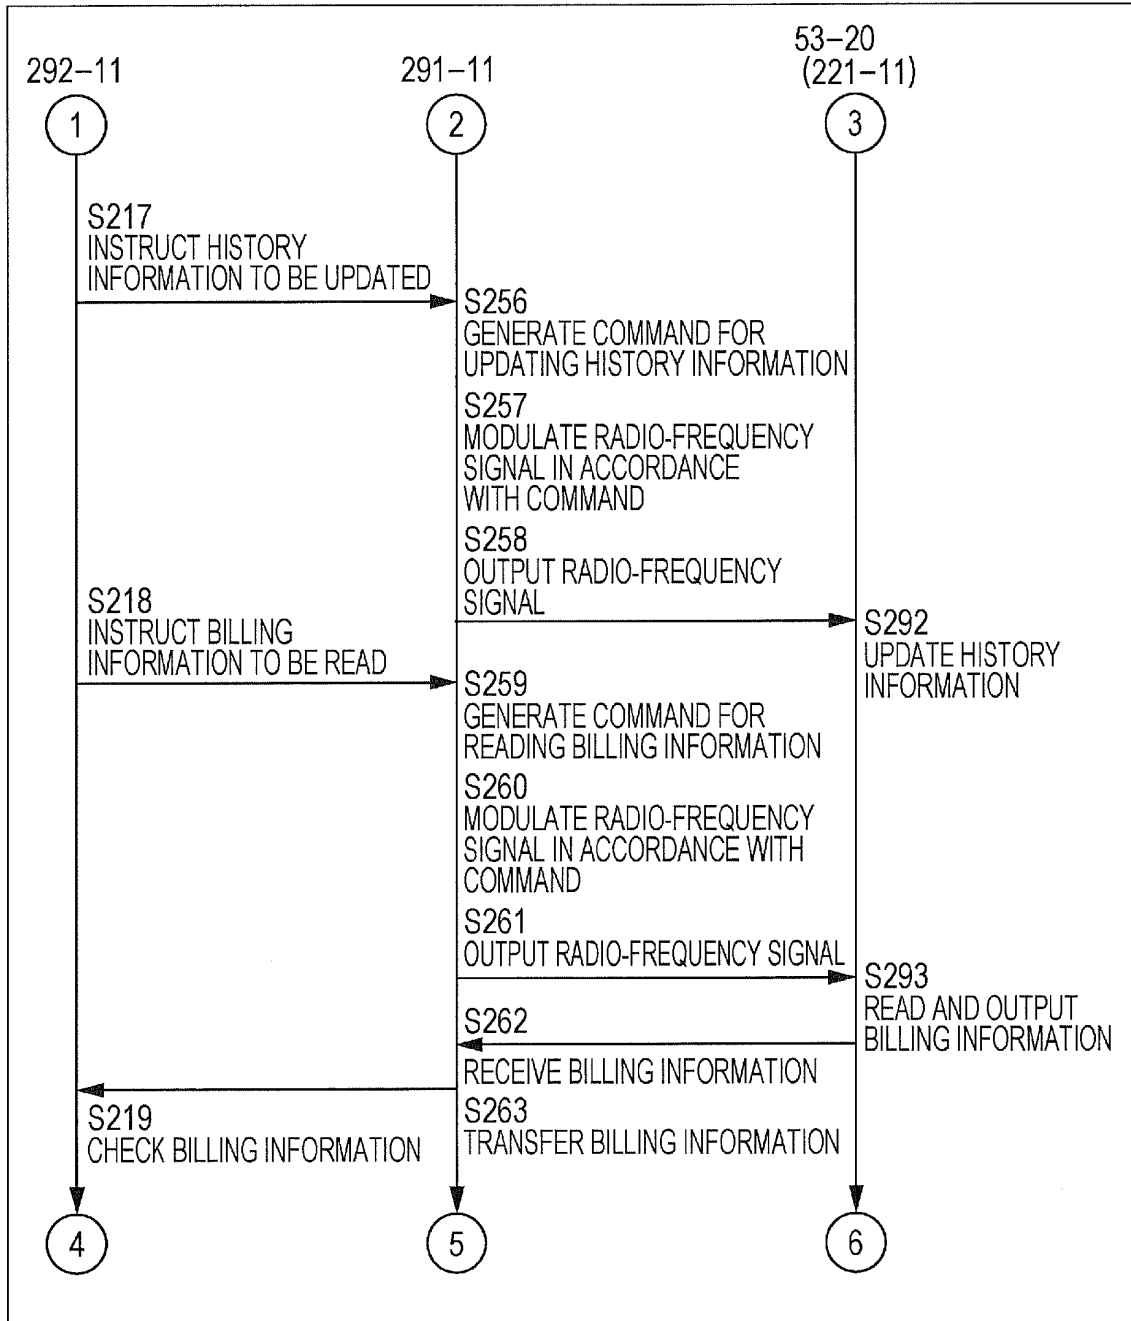 53-20
(221-11)
292-11
291-11
1
2
3
S217
INSTRUCT HISTORY
INFORMATION TO BE UPDATED
S256
GENERATE COMMAND FOR
UPDATING HISTORY INFORMATION
S257
MODULATE RADIO-FREQUENCY
SIGNAL IN ACCORDANCE
WITH COMMAND
S258
OUTPUT RADIO-FREQUENCY
SIGNAL
S218
INSTRUCT BILLING
INFORMATION TO BE READ
S292
UPDATE HISTORY
INFORMATION
S259
GENERATE COMMAND FOR
READING BILLING INFORMATION
S260
MODULATE RADIO-FREQUENCY
SIGNAL IN ACCORDANCE WITH
COMMAND
S261
OUTPUT RADIO-FREQUENCY SIGNAL
S293
READ AND OUTPUT
BILLING INFORMATION
S262
RECEIVE BILLING INFORMATION
S263
TRANSFER BILLING INFORMATION
S219
CHECK BILLING INFORMATION
4
5
6